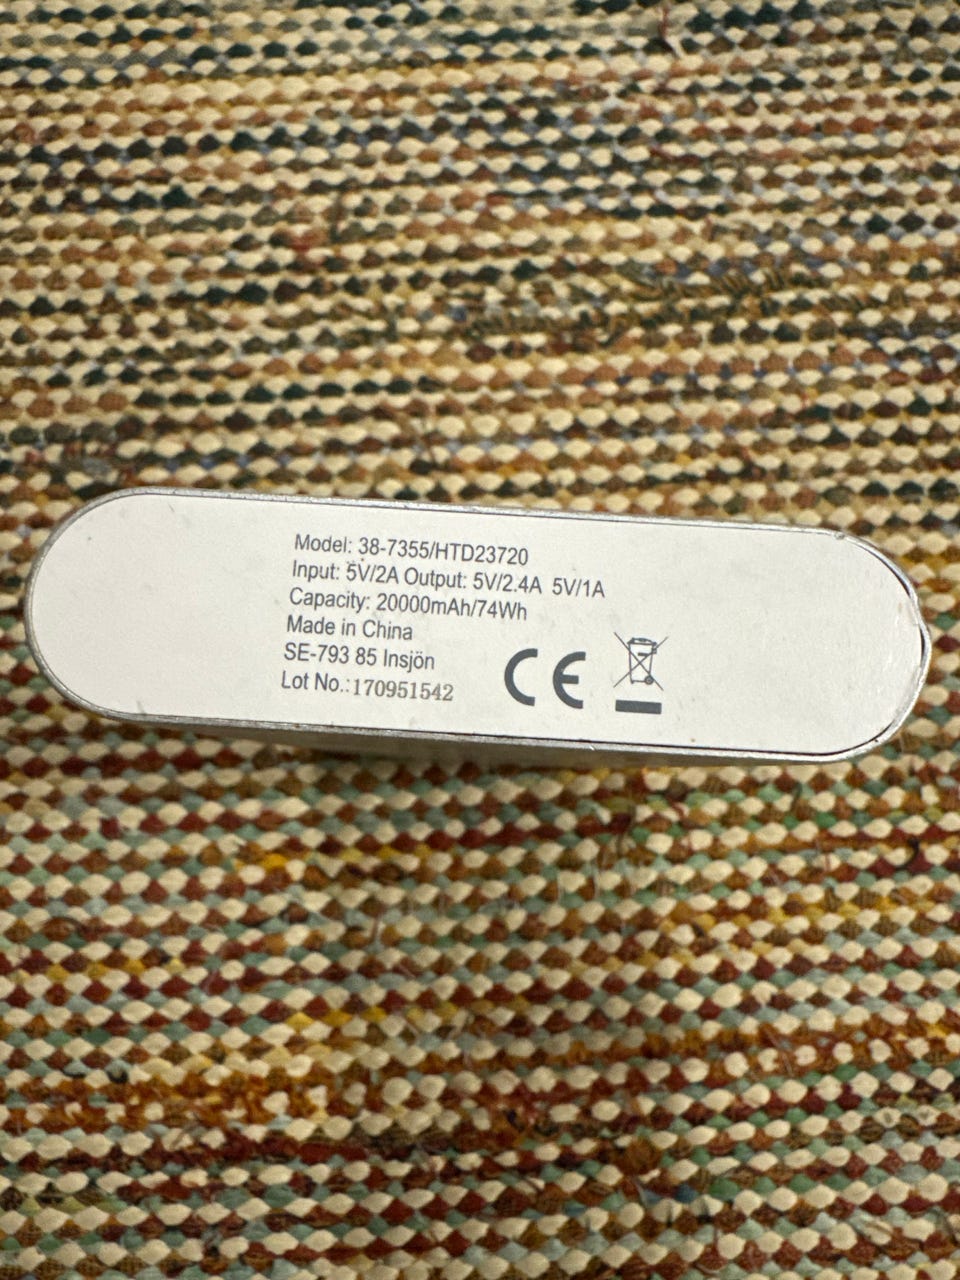 Model: 38-7355/HTD23720
Input: 5V/2A Output: 5V/2.4A 5V/1A
Capacity: 20000mAh/74Wh
Made in China
SE-793 85 Insjön
Lot No.:170951542
CE